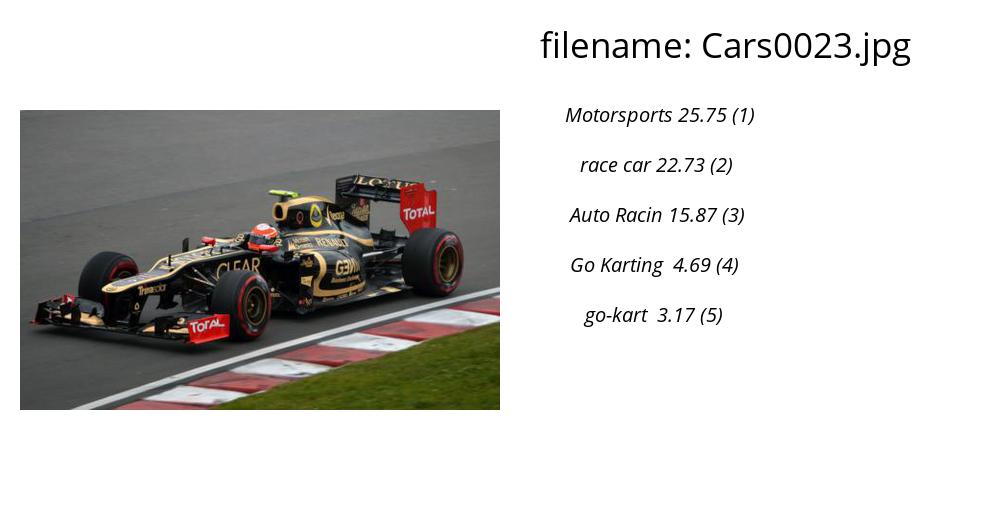 filename: Cars0023.jpg
Motorsports 25.75 (1)
race car 22.73 (2)
Auto Racin 15.87 (3)
Go Karting 4.69 (4)
go-kart 3.17 (5)
LOTUS
TOTAL
RENAULT
CLEAR
Trinasolar
TOTAL